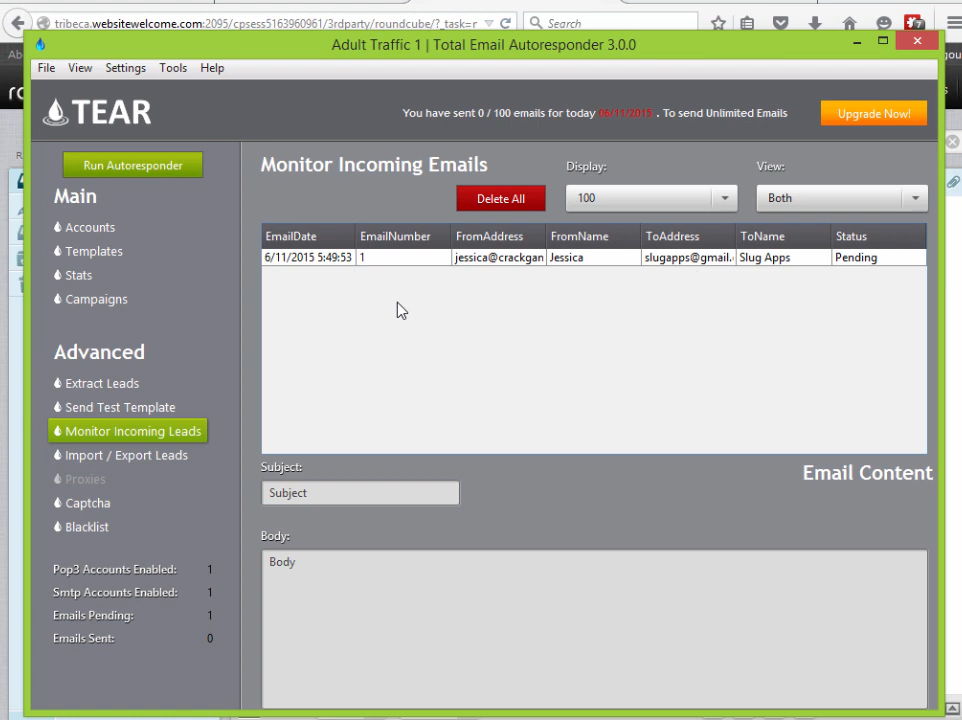 tribeca.websitewelcome.com:2095/cpsess5163960961/3rdparty/roundcube/?_task=r
Search
Adult Traffic 1 | Total Email Autoresponder 3.0.0
File View Settings Tools Help
TEAR
You have sent 0 / 100 emails for today 06/11/2015 . To send Unlimited Emails
Upgrade Now!
Run Autoresponder
Main
Accounts
Templates
Stats
Campaigns
Advanced
Extract Leads
Send Test Template
Monitor Incoming Leads
Import / Export Leads
Proxies
Captcha
Blacklist
Pop3 Accounts Enabled: 1
Smtp Accounts Enabled: 1
Emails Pending: 1
Emails Sent: 0
Monitor Incoming Emails
Display:
View:
Delete All
100
Both
EmailDate EmailNumber FromAddress FromName ToAddress ToName Status
6/11/2015 5:49:53 1 jessica@crackgan Jessica slugapps@gmail. Slug Apps Pending
Subject:
Subject
Email Content
Body:
Body